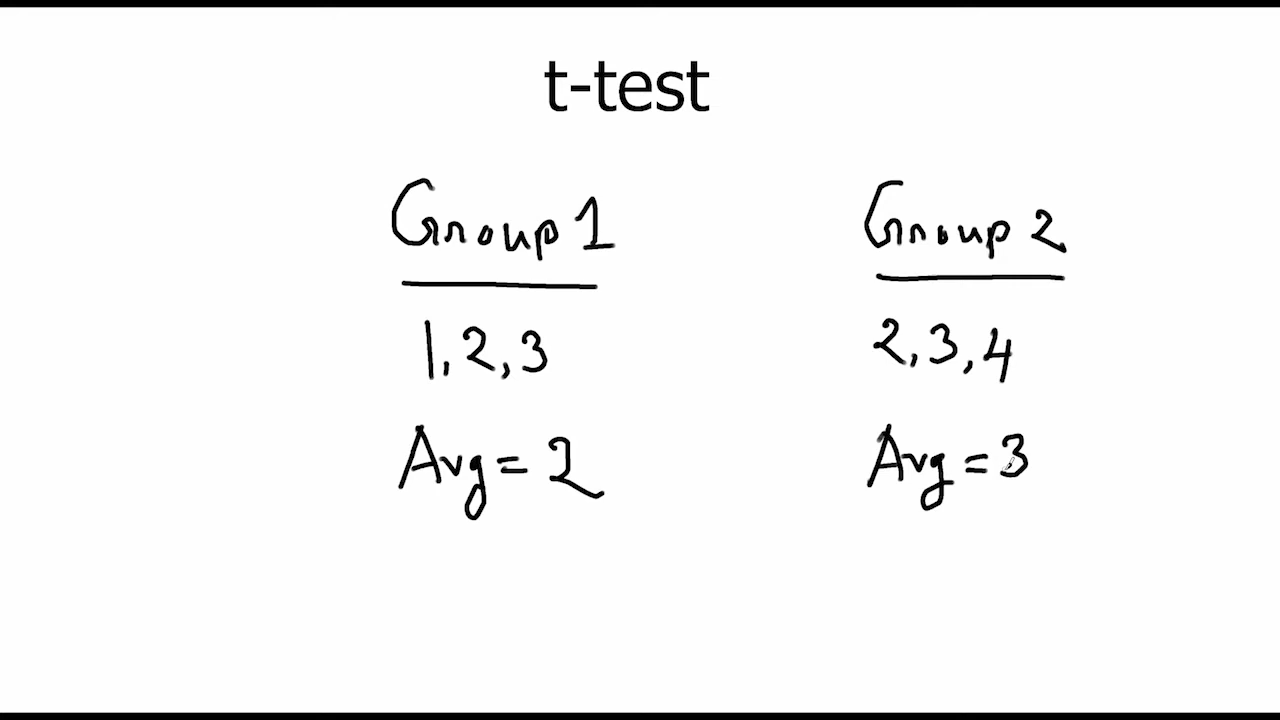 t-test
Group 1 Group 2
1, 2, 3 2, 3, 4
Avg = 2 Avg = 3